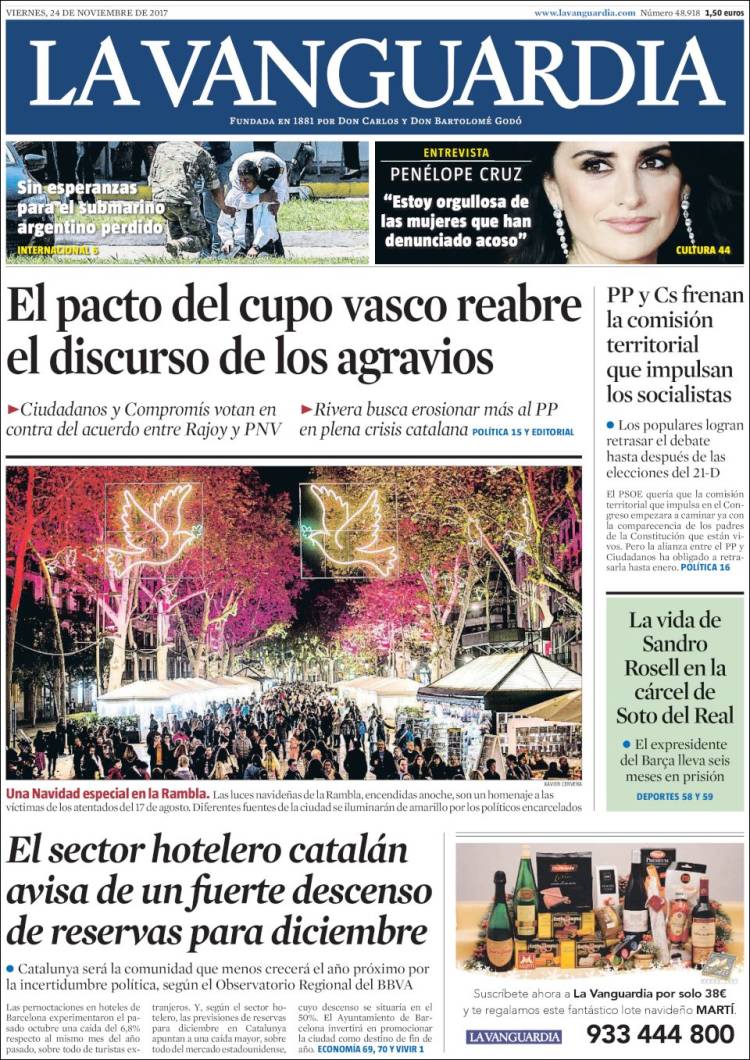 VIERNES, 24 DE NOVIEMBRE DE 2017
www.lavanguardia.com Número 48.918 1,50 euros
LA VANGUARDIA
FUNDADA EN 1881 POR DON CARLOS Y DON BARTOLOMÉ GODÓ
Sin esperanzas
para el submarino
argentino perdido
INTERNACIONAL 6
ENTREVISTA
PENÉLOPE CRUZ
“Estoy orgullosa de
las mujeres que han
denunciado acoso”
CULTURA 44
El pacto del cupo vasco reabre
el discurso de los agravios
►Ciudadanos y Compromís votan en
contra del acuerdo entre Rajoy y PNV
►Rivera busca erosionar más al PP
en plena crisis catalana POLÍTICA 15 Y EDITORIAL
PP y Cs frenan
la comisión
territorial
que impulsan
los socialistas
● Los populares logran
retrasar el debate
hasta después de las
elecciones del 21-D
El PSOE quería que la comisión
territorial que impulsa en el Con-
greso empezara a caminar ya con
la comparecencia de los padres
de la Constitución que están vi-
vos. Pero la alianza entre el PP y
Ciudadanos ha obligado a retra-
sarla hasta enero. POLÍTICA 16
XAVIER CERVERA
Una Navidad especial en la Rambla. Las luces navideñas de la Rambla, encendidas anoche, son un homenaje a las
víctimas de los atentados del 17 de agosto. Diferentes fuentes de la ciudad se iluminarán de amarillo por los políticos encarcelados
La vida de
Sandro
Rosell en la
cárcel de
Soto del Real
● El expresidente
del Barça lleva seis
meses en prisión
DEPORTES 58 Y 59
El sector hotelero catalán
avisa de un fuerte descenso
de reservas para diciembre
● Catalunya será la comunidad que menos crecerá el año próximo por
la incertidumbre política, según el Observatorio Regional del BBVA
Las pernoctaciones en hoteles de
Barcelona experimentaron el pa-
sado octubre una caída del 6,8%
respecto al mismo mes del año
pasado, sobre todo de turistas ex-
tranjeros. Y, según el sector ho-
telero, las previsiones de reservas
para diciembre en Catalunya
apuntan a una caída mayor, sobre
todo del mercado estadounidense,
cuyo descenso se situaría en el
50%. El Ayuntamiento de Bar-
celona invertirá en promocionar
la ciudad como destino de fin de
año. ECONOMÍA 69, 70 Y VIVIR 1
PREMIUM
Suscríbete ahora a La Vanguardia por solo 38€
y te regalamos este fantástico lote navideño MARTÍ.
LA VANGUARDIA
933 444 800